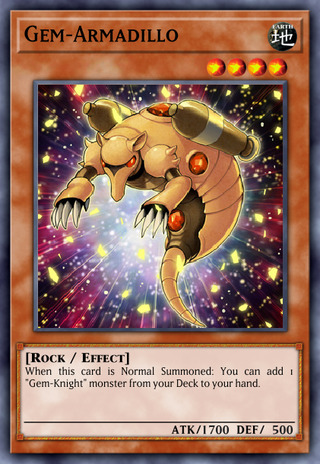 Gem-Armadillo
EARTH
地
[Rock / Effect]
When this card is Normal Summoned: You can add 1
"Gem-Knight" monster from your Deck to your hand.
ATK/1700 DEF/ 500